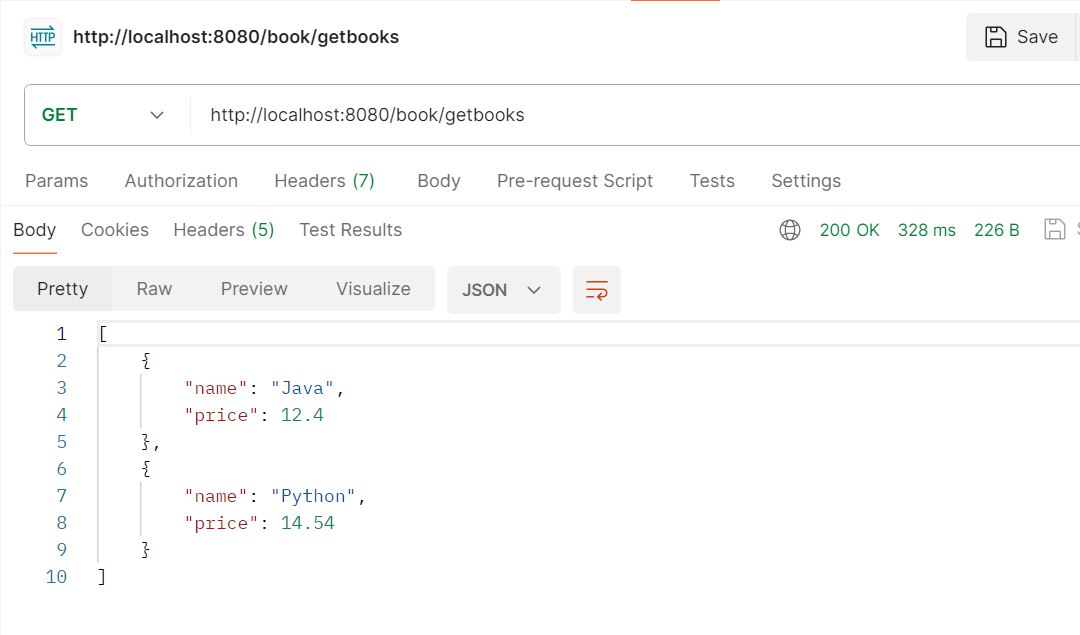 HTTP http://localhost:8080/book/getbooks Save
GET http://localhost:8080/book/getbooks
Params Authorization Headers (7) Body Pre-request Script Tests Settings
Body Cookies Headers (5) Test Results 200 OK 328 ms 226 B
Pretty Raw Preview Visualize JSON
1 [
2 {
3 "name": "Java",
4 "price": 12.4
5 },
6 {
7 "name": "Python",
8 "price": 14.54
9 }
10 ]